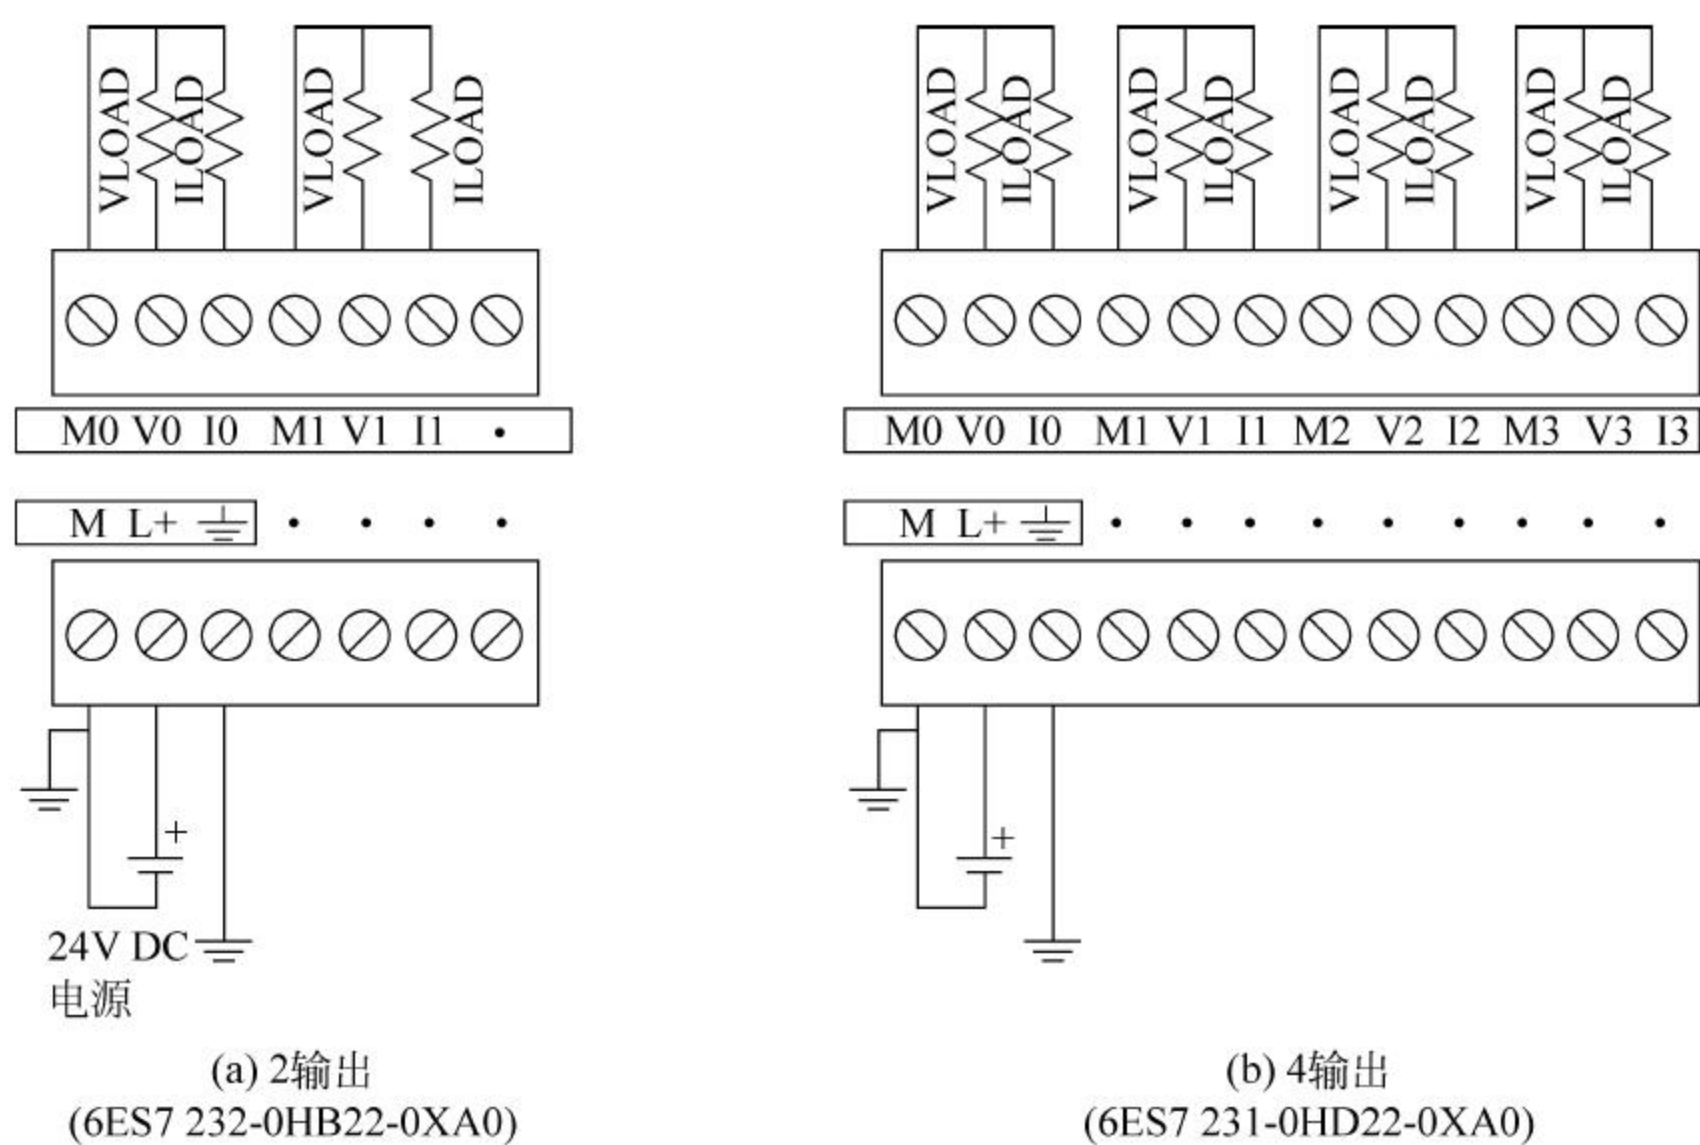 VLOAD ILOAD VLOAD ILOAD
VLOAD ILOAD VLOAD ILOAD VLOAD ILOAD VLOAD ILOAD
M0 V0 I0 M1 V1 I1 •
M0 V0 I0 M1 V1 I1 M2 V2 I2 M3 V3 I3
M L+ • • • •
M L+ • • • • • • • • •
+
+
24V DC
电源
(a) 2输出
(6ES7 232-0HB22-0XA0)
(b) 4输出
(6ES7 231-0HD22-0XA0)